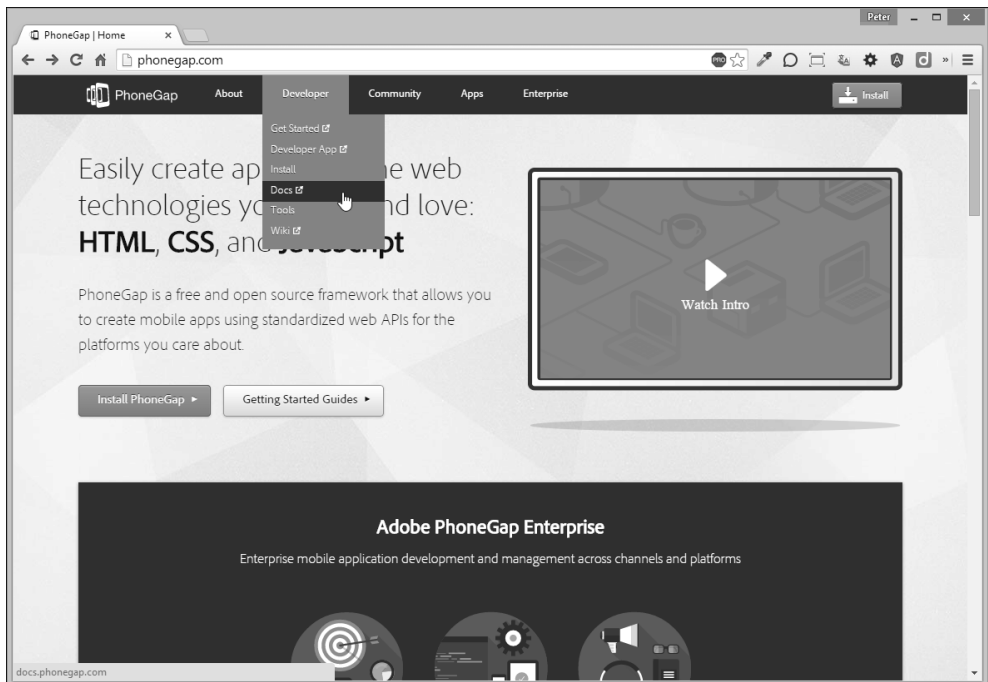 Peter
PhoneGap | Home
phonegap.com
PRO
PhoneGap About Developer Community Apps Enterprise Install
Get Started
Developer App
Install
Docs
Tools
Wiki
Easily create ap e web
technologies yo nd love:
HTML, CSS, and JavaScript
PhoneGap is a free and open source framework that allows you
to create mobile apps using standardized web APIs for the
platforms you care about.
Watch Intro
Install PhoneGap
Getting Started Guides
Adobe PhoneGap Enterprise
Enterprise mobile application development and management across channels and platforms
docs.phonegap.com